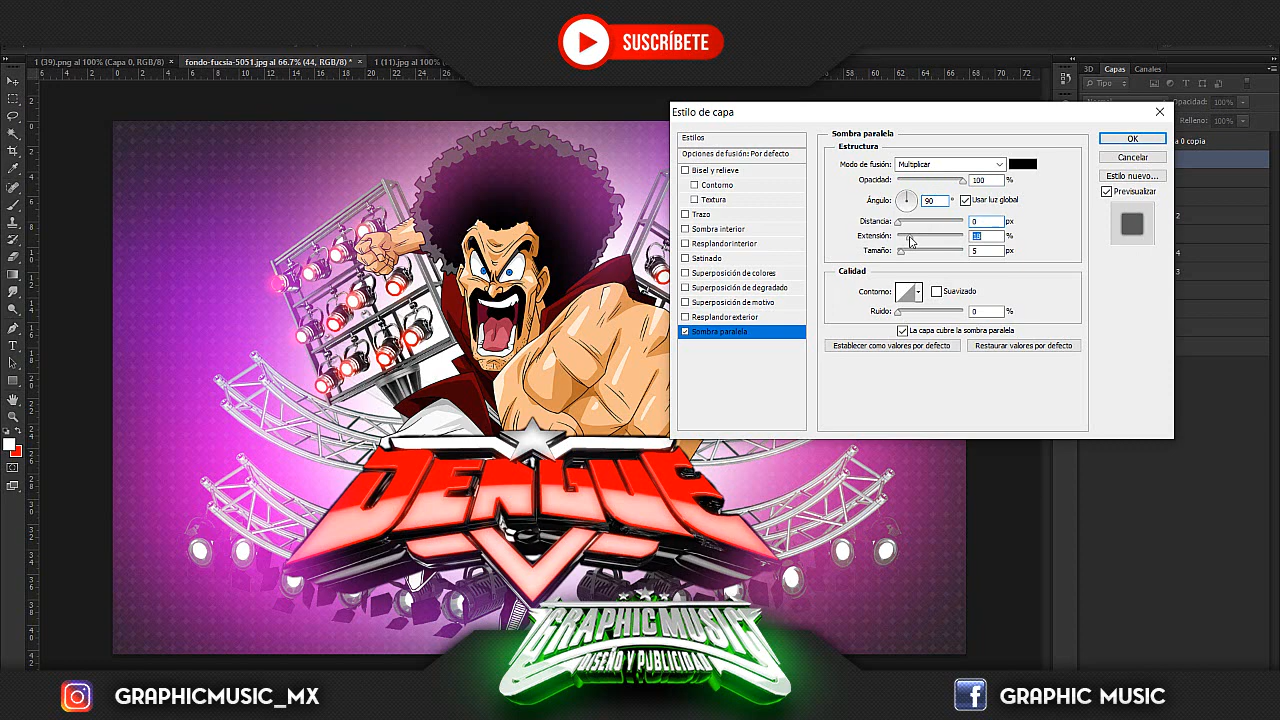 SUSCRÍBETE
1 (39).png al 100% (Capa 0, RGB/8) ×
fondo-fucsia-5051.jpg al 66.7% (44, RGB/8) * ×
1 (11).jpg al 100%
3D Capas Canales
Tipo
Normal
Opacidad: 100%
Relleno: 100%
a 0 copia
Estilo de capa
Estilos
Opciones de fusión: Por defecto
Bisel y relieve
Contorno
Textura
Trazo
Sombra interior
Resplandor interior
Satinado
Superposición de colores
Superposición de degradado
Superposición de motivo
Resplandor exterior
Sombra paralela
Sombra paralela
Estructura
Modo de fusión: Multiplicar
Opacidad: 100 %
Ángulo: 90 ° Usar luz global
Distancia: 0 px
Extensión: %
Tamaño: 5 px
Calidad
Contorno: Suavizado
Ruido: 0 %
La capa cubre la sombra paralela
Establecer como valores por defecto
Restaurar valores por defecto
OK
Cancelar
Estilo nuevo...
Previsualizar
DENGUE
GRAPHIC MUSIC
DISEÑO Y PUBLICIDAD
GRAPHICMUSIC_MX
GRAPHIC MUSIC